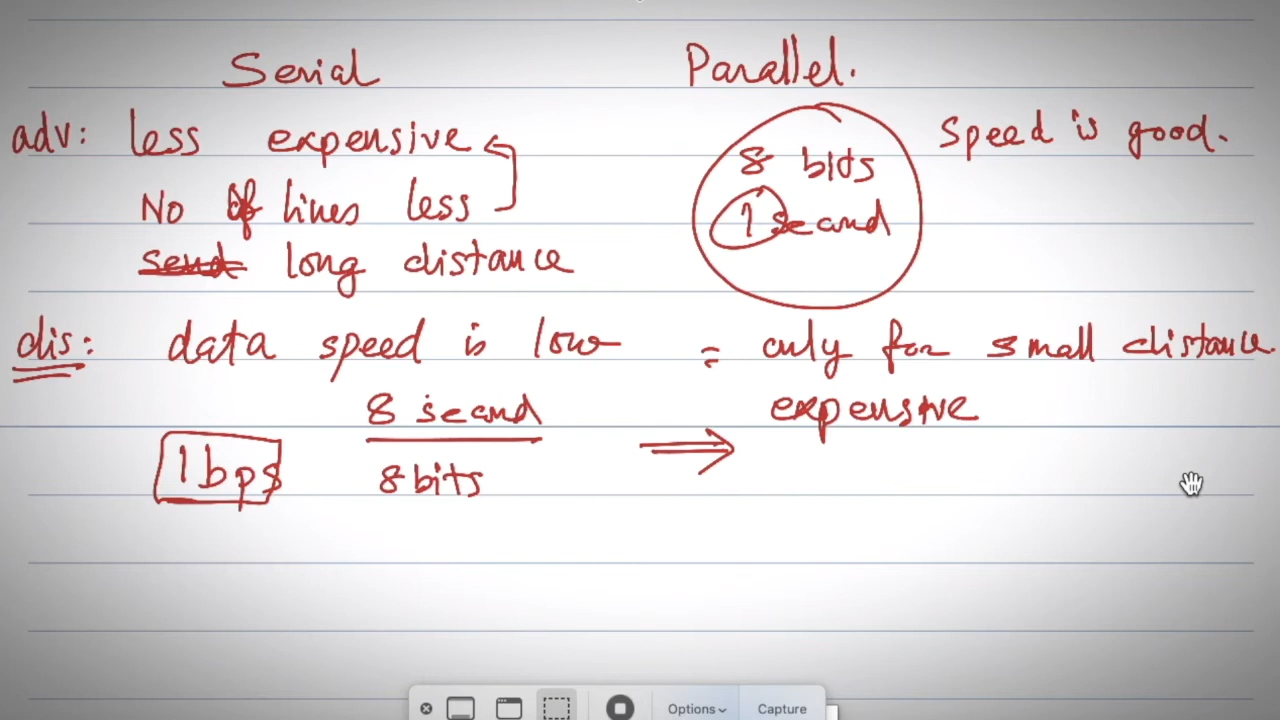 Serial Parallel.
adv: less expensive 8 bits Speed is good.
No of lines less 1 second
send long distance
dis: data speed is low = only for small distance.
8 second expensive
1bps 8 bits
Options Capture